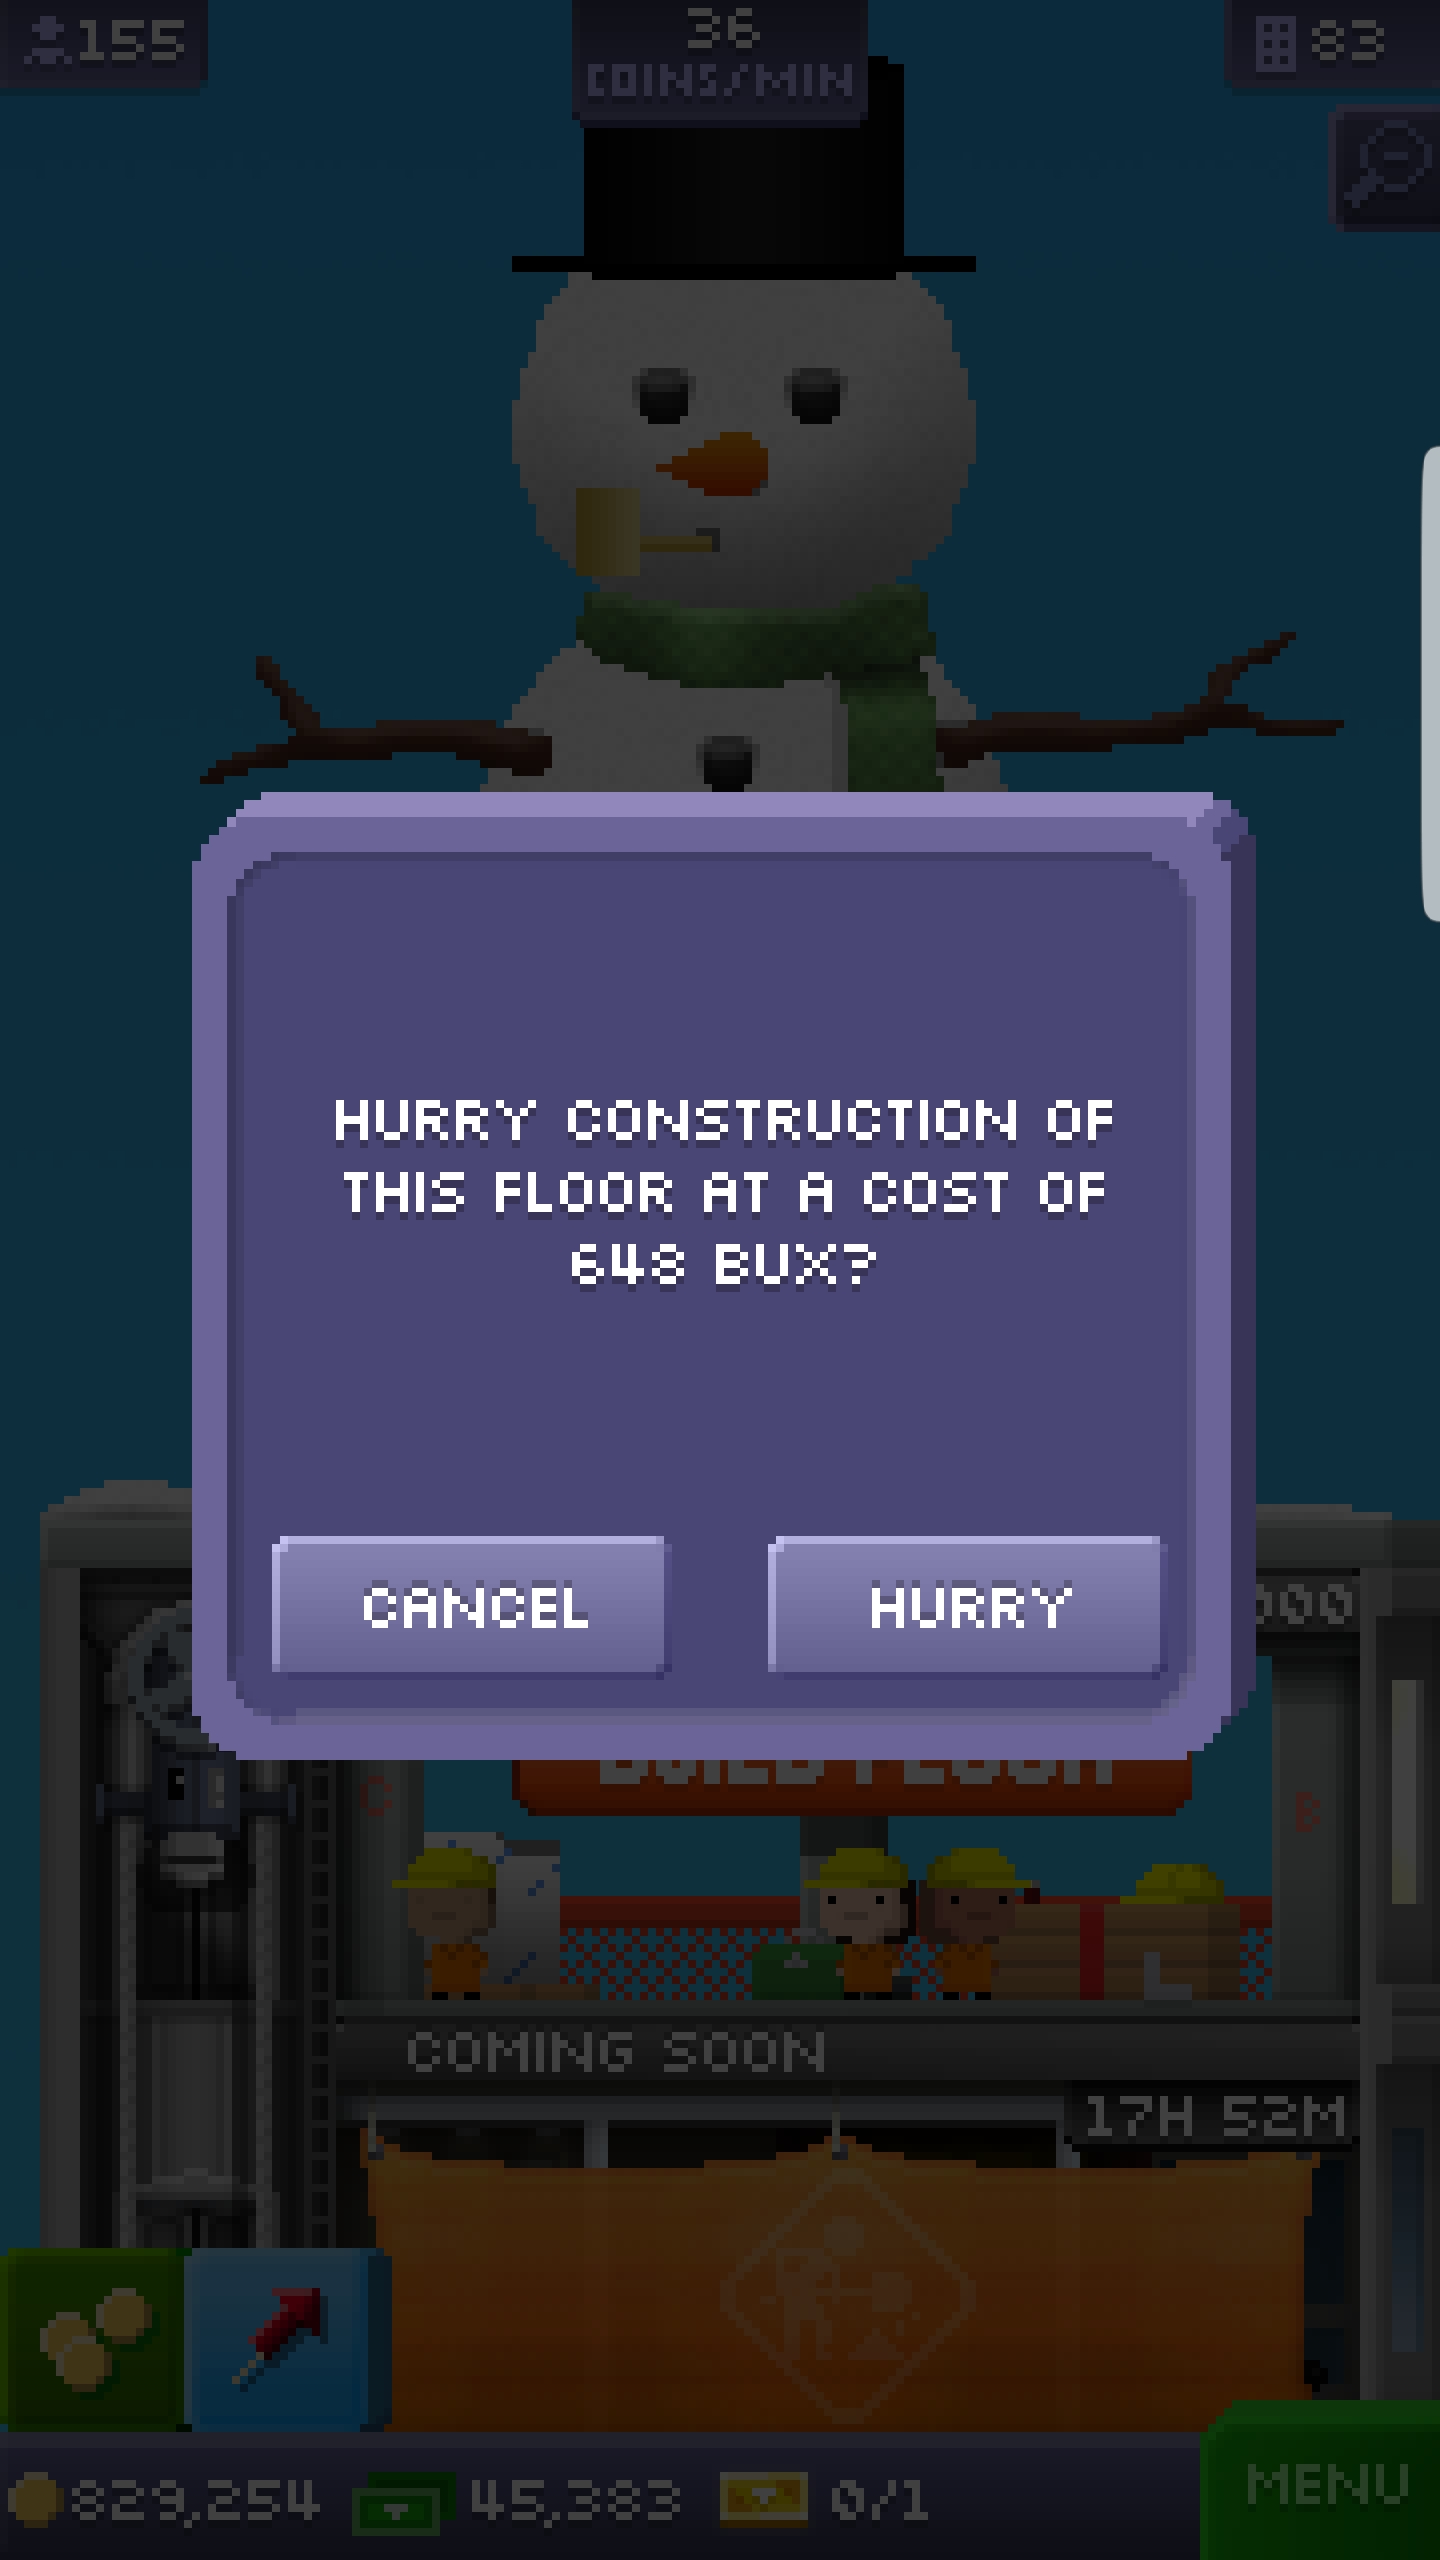 155
36
COINS/MIN
83
HURRY CONSTRUCTION OF
THIS FLOOR AT A COST OF
648 BUX?
CANCEL
HURRY
000
BUILD FLOOR
C
B
COMING SOON
17H 52M
829,254
45,383
0/1
MENU